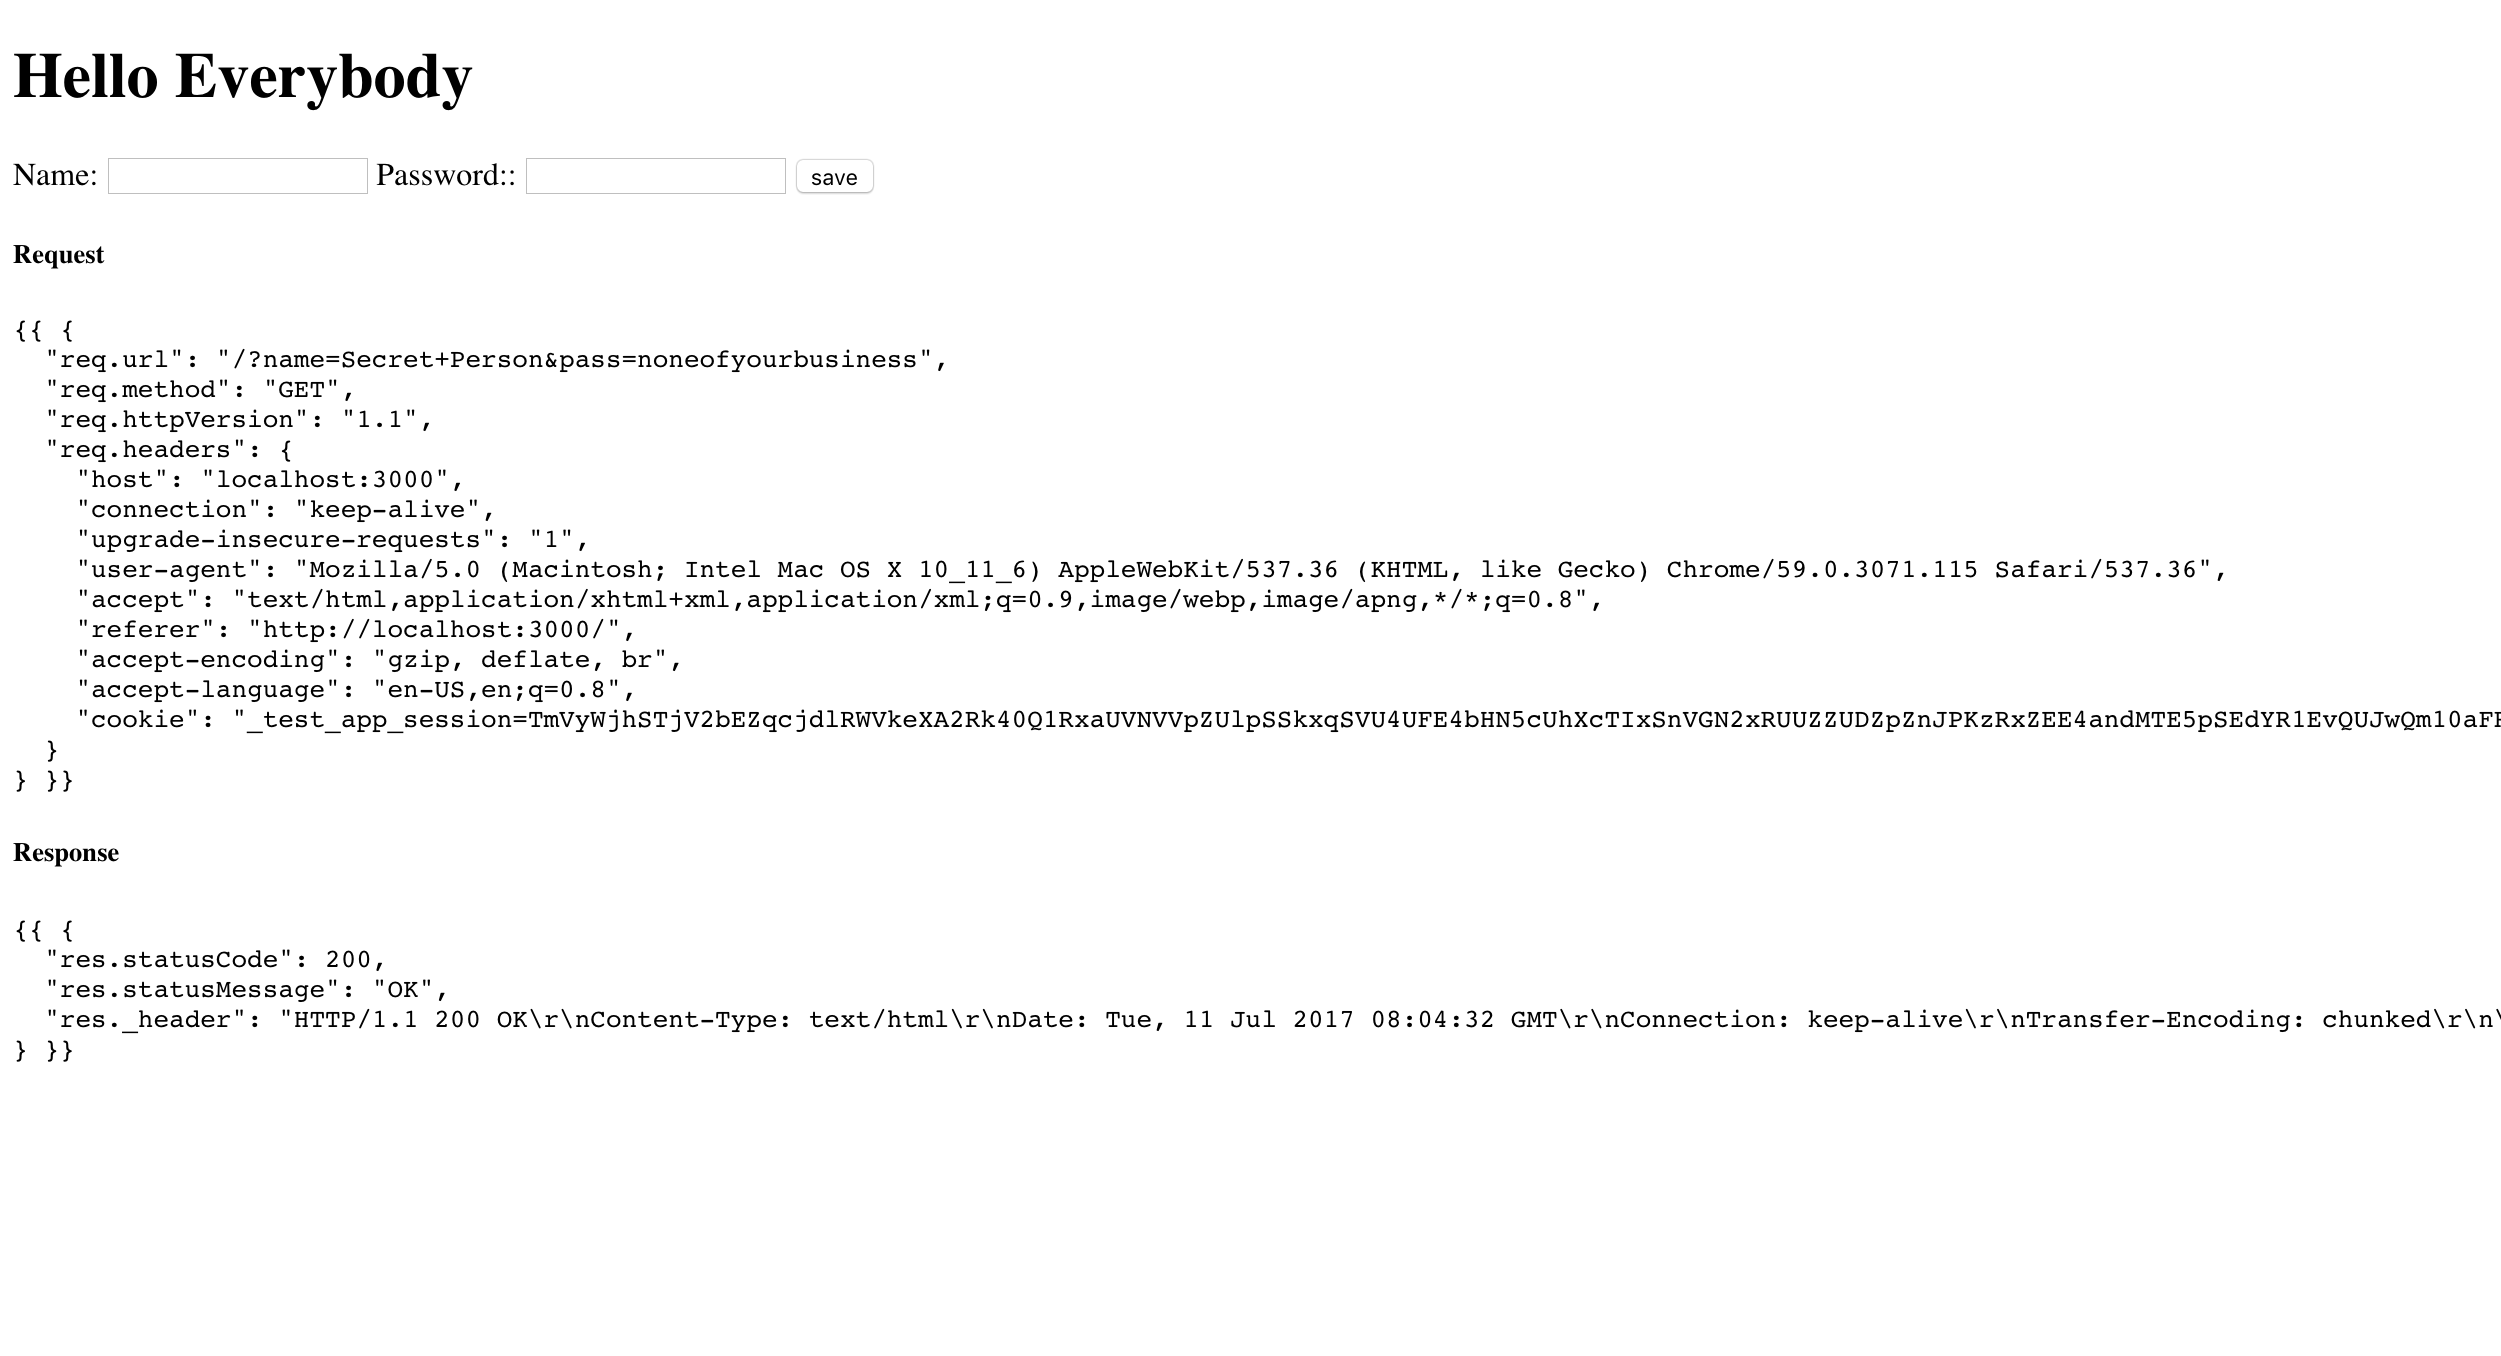 Hello Everybody
Name: Password:: save
Request
{{ {
  "req.url": "/?name=Secret+Person&pass=noneofyourbusiness",
  "req.method": "GET",
  "req.httpVersion": "1.1",
  "req.headers": {
    "host": "localhost:3000",
    "connection": "keep-alive",
    "upgrade-insecure-requests": "1",
    "user-agent": "Mozilla/5.0 (Macintosh; Intel Mac OS X 10_11_6) AppleWebKit/537.36 (KHTML, like Gecko) Chrome/59.0.3071.115 Safari/537.36",
    "accept": "text/html,application/xhtml+xml,application/xml;q=0.9,image/webp,image/apng,*/*;q=0.8",
    "referer": "http://localhost:3000/",
    "accept-encoding": "gzip, deflate, br",
    "accept-language": "en-US,en;q=0.8",
    "cookie": "_test_app_session=TmVyWjhSTjV2bEZqcjdlRWVkeXA2Rk40Q1RxaUVNVVpZUlpSSkxqSVU4UFE4bHN5cUhXcTIxSnVGN2xRUUZZUDZpZnJPKzRxZEE4andMTE5pSEdYR1EvQUJwQm10aFF
  }
} }}
Response
{{ {
  "res.statusCode": 200,
  "res.statusMessage": "OK",
  "res._header": "HTTP/1.1 200 OK\r\nContent-Type: text/html\r\nDate: Tue, 11 Jul 2017 08:04:32 GMT\r\nConnection: keep-alive\r\nTransfer-Encoding: chunked\r\n\
} }}